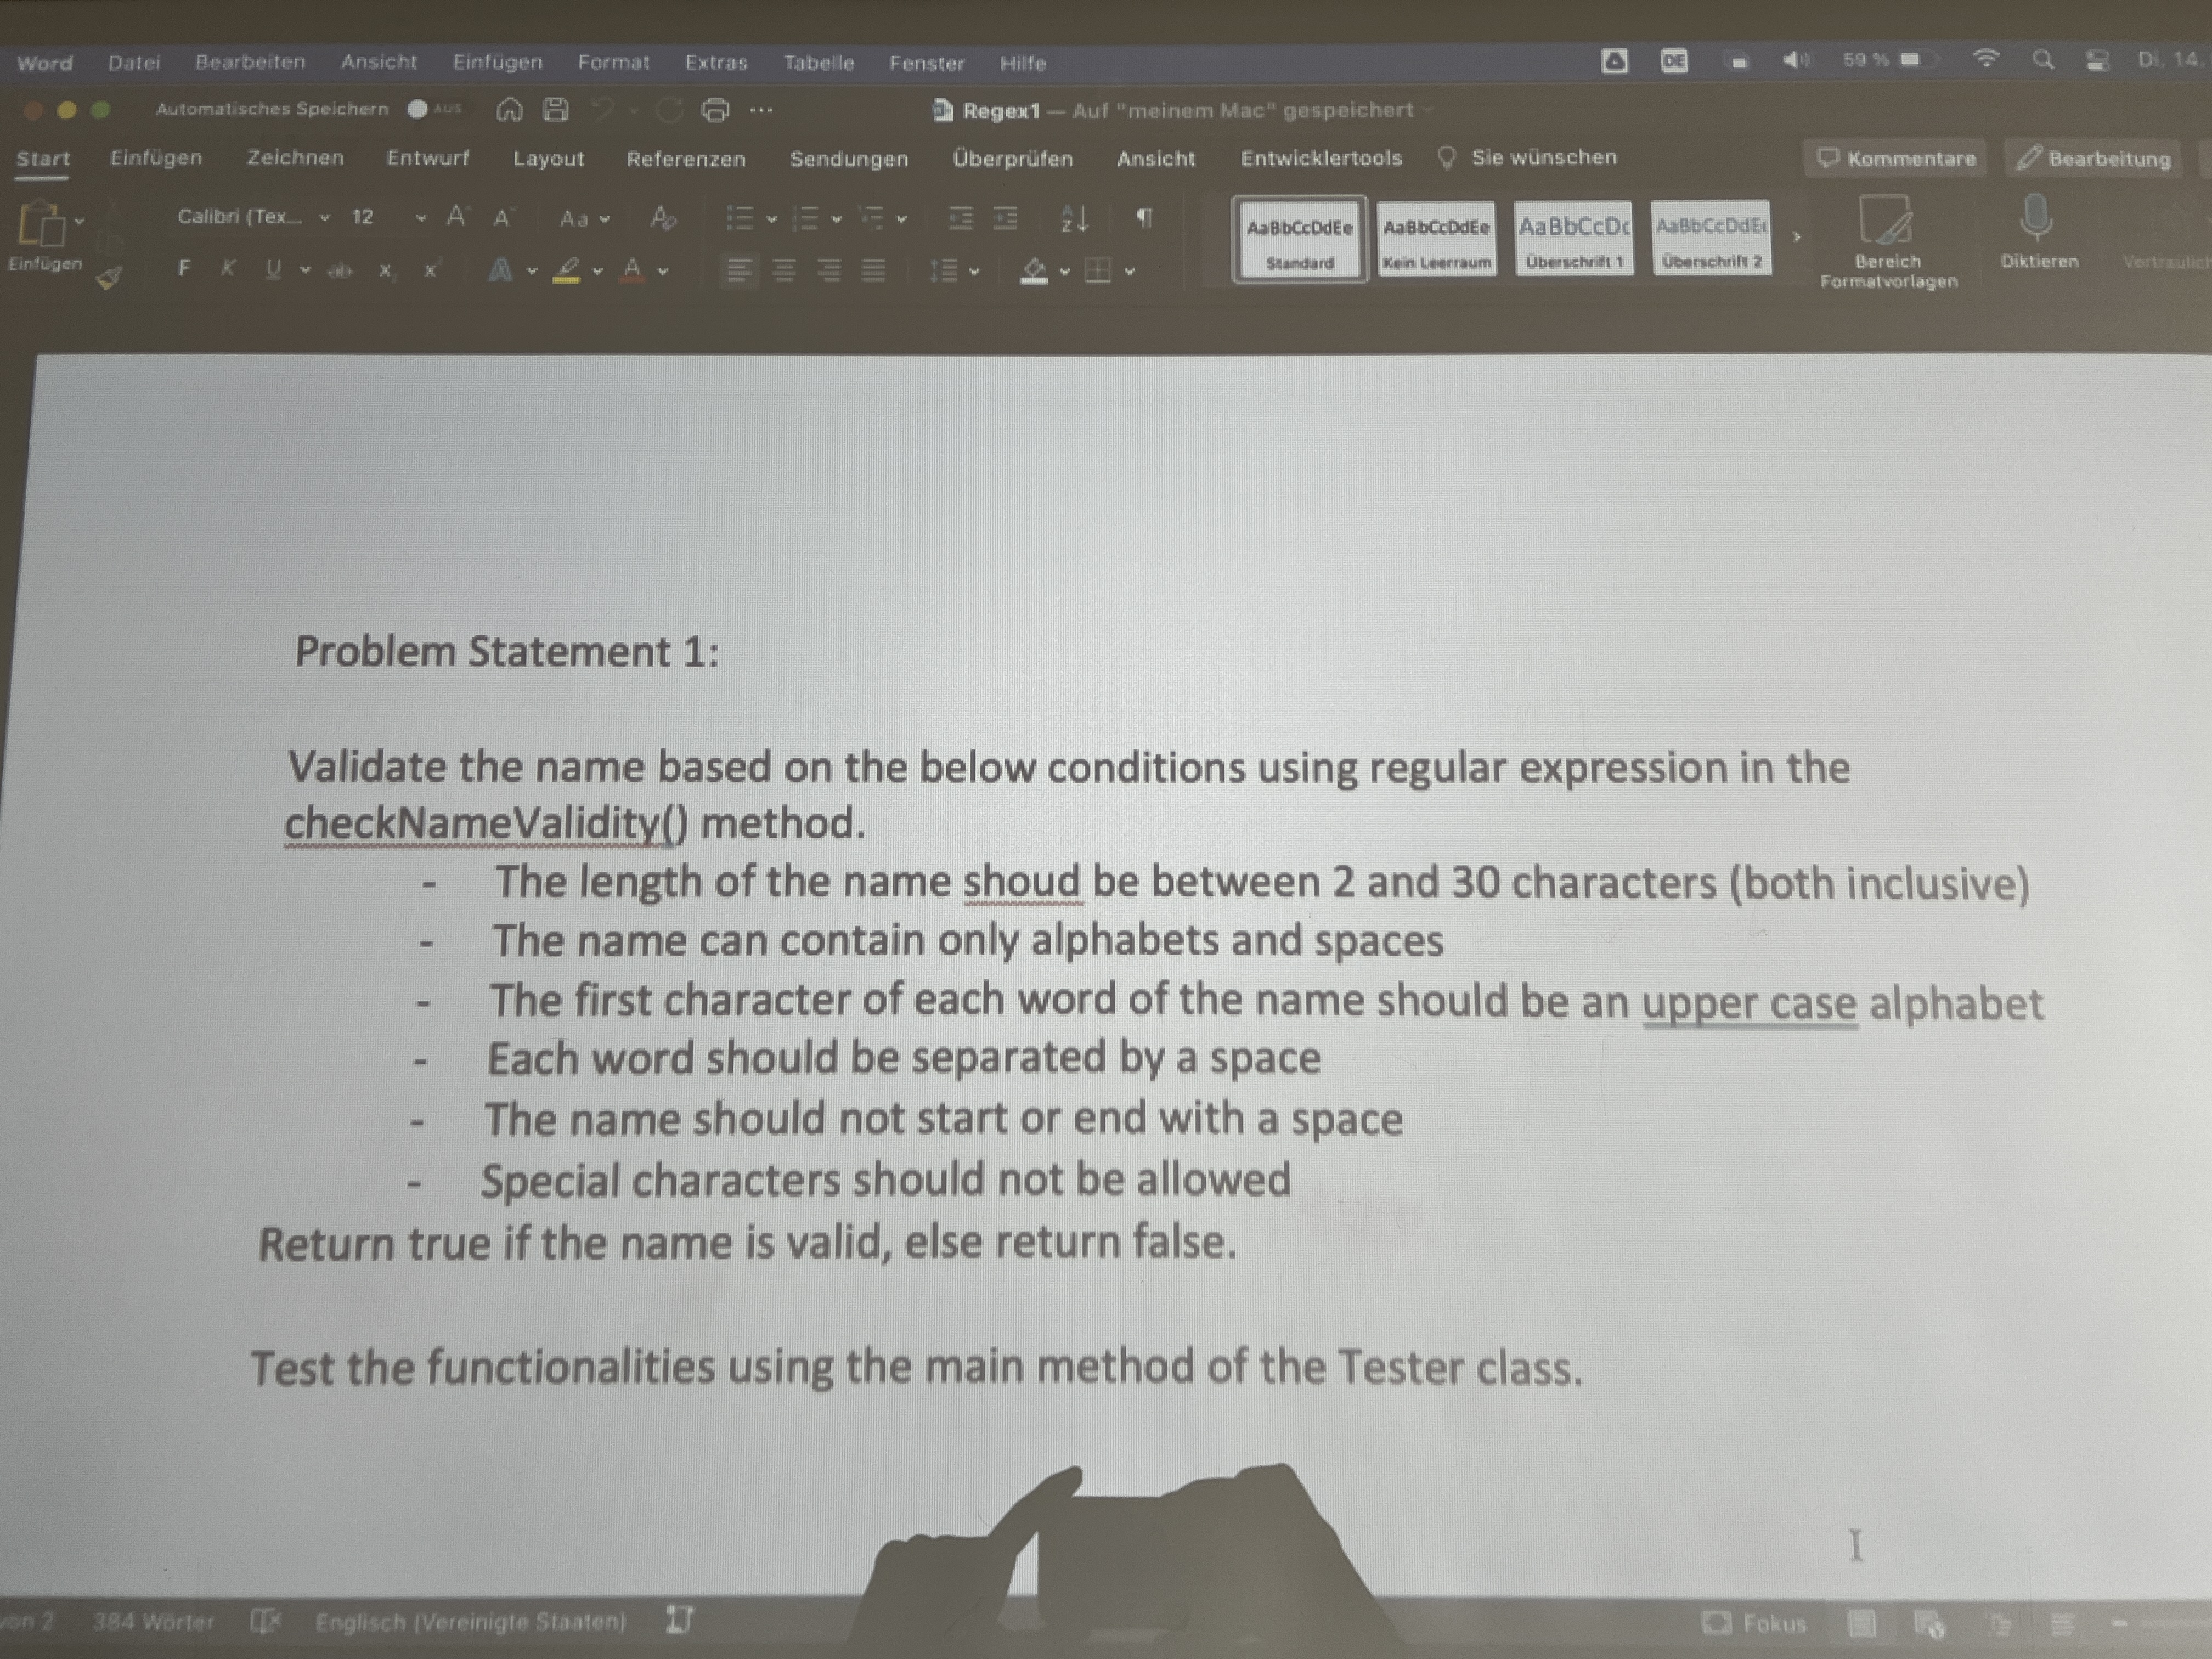 Word Datei Bearbeiten Ansicht Einfügen Format Extras Tabelle Fenster Hilfe DE 59 % Di. 14.
Automatisches Speichern AUS ... Regex1 — Auf "meinem Mac" gespeichert
Start Einfügen Zeichnen Entwurf Layout Referenzen Sendungen Überprüfen Ansicht Entwicklertools Sie wünschen Kommentare Bearbeitung
Calibri (Tex... 12 A A Aa A
Einfügen F K U ab x x A A
AaBbCcDdEe AaBbCcDdEe AaBbCcDc AaBbCcDdEe
Standard Kein Leerraum Überschrift 1 Überschrift 2
Bereich Formatvorlagen Diktieren Vertraulich
Problem Statement 1:
Validate the name based on the below conditions using regular expression in the
checkNameValidity() method.
- The length of the name shoud be between 2 and 30 characters (both inclusive)
- The name can contain only alphabets and spaces
- The first character of each word of the name should be an upper case alphabet
- Each word should be separated by a space
- The name should not start or end with a space
- Special characters should not be allowed
Return true if the name is valid, else return false.
Test the functionalities using the main method of the Tester class.
von 2 384 Wörter Englisch (Vereinigte Staaten) Fokus